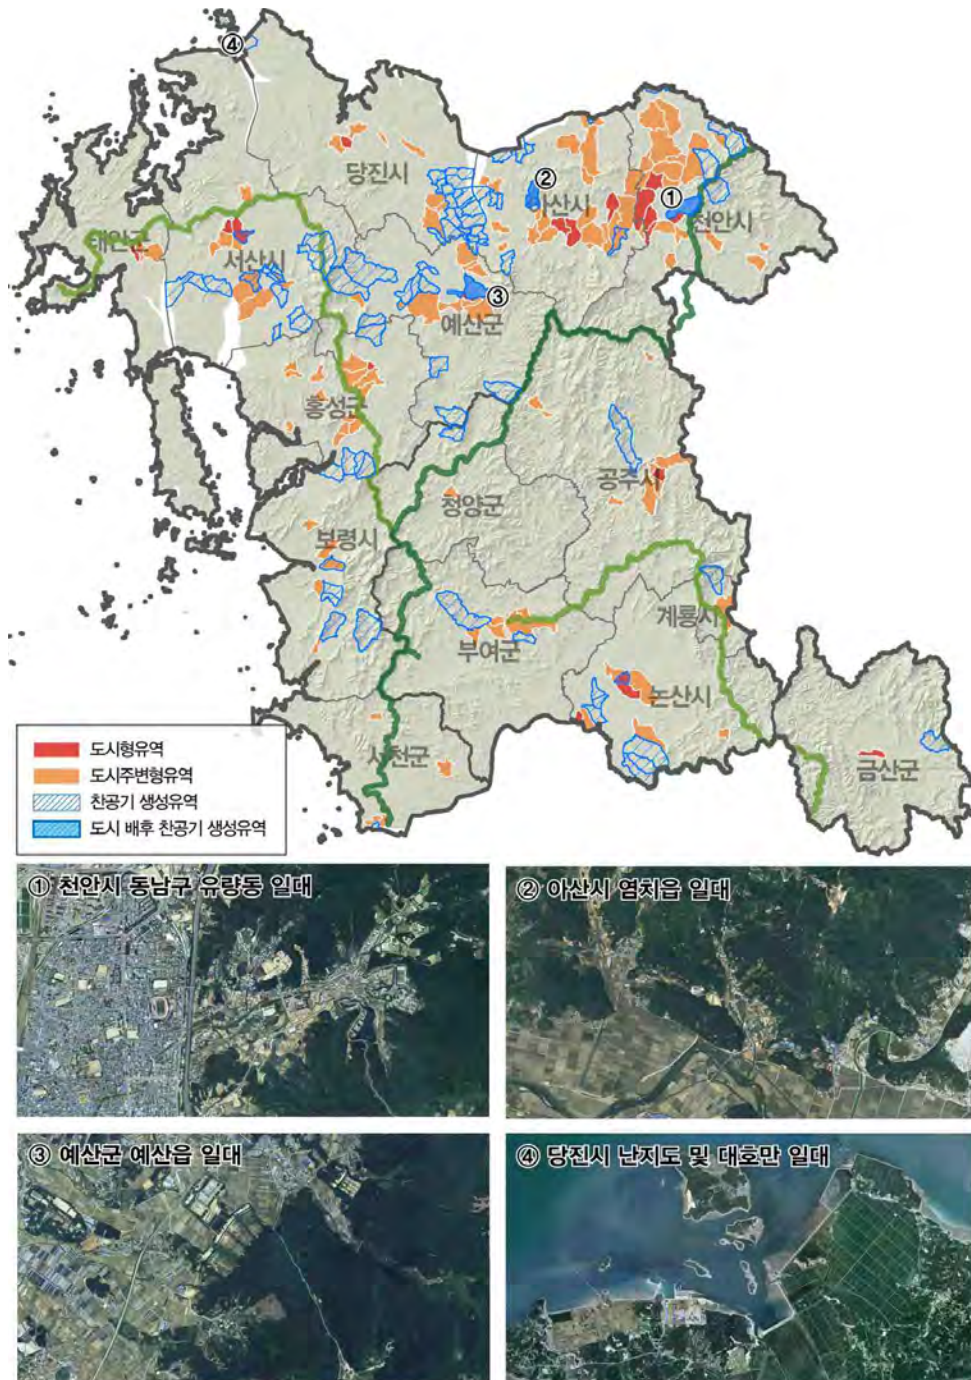 ④
당진시
②
아산시
①
천안시
태안군
서산시
③
예산군
홍성군
공주시
청양군
보령시
계룡시
부여군
논산시
서천군
금산군
도시형유역
도시주변형유역
찬공기 생성유역
도시 배후 찬공기 생성유역
① 천안시 동남구 유량동 일대
② 아산시 염치읍 일대
③ 예산군 예산읍 일대
④ 당진시 난지도 및 대호만 일대